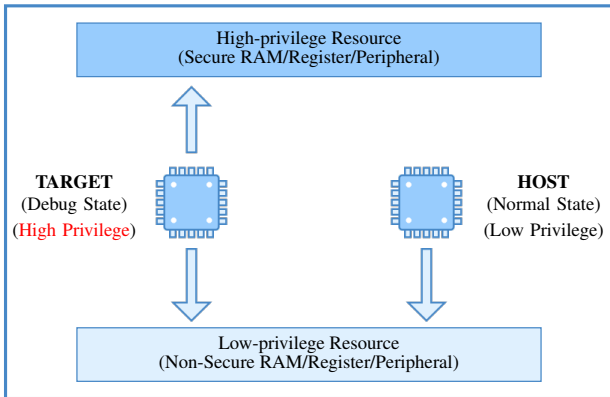 High-privilege Resource
(Secure RAM/Register/Peripheral)
TARGET
(Debug State)
(High Privilege)
HOST
(Normal State)
(Low Privilege)
Low-privilege Resource
(Non-Secure RAM/Register/Peripheral)